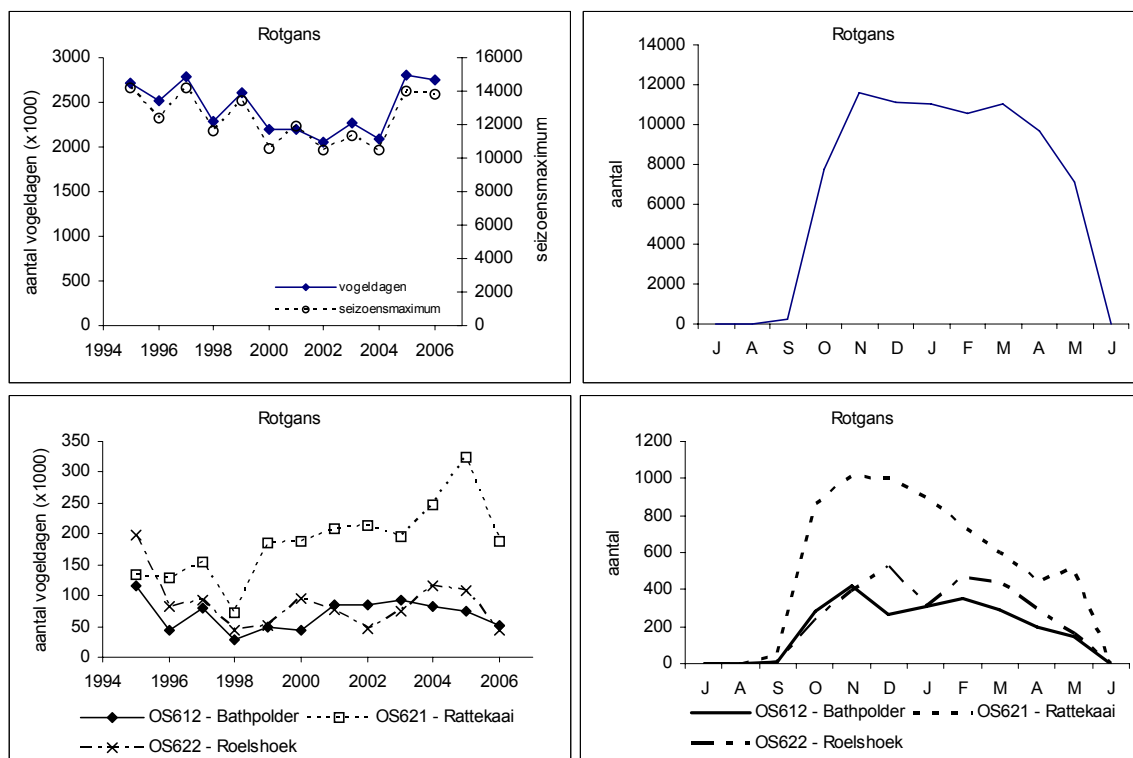 Rotgans
3000
2500
2000
1500
1000
500
0
aantal vogeldagen (x1000)
16000
14000
12000
10000
8000
6000
4000
2000
0
seizoensmaximum
vogeldagen
seizoensmaximum
1994 1996 1998 2000 2002 2004 2006
Rotgans
14000
12000
10000
8000
6000
4000
2000
0
aantal
J A S O N D J F M A M J
Rotgans
350
300
250
200
150
100
50
0
aantal vogeldagen (x1000)
1994 1996 1998 2000 2002 2004 2006
OS612 - Bathpolder OS621 - Rattekaai
OS622 - Roelshoek
Rotgans
1200
1000
800
600
400
200
0
aantal
J A S O N D J F M A M J
OS612 - Bathpolder OS621 - Rattekaai
OS622 - Roelshoek